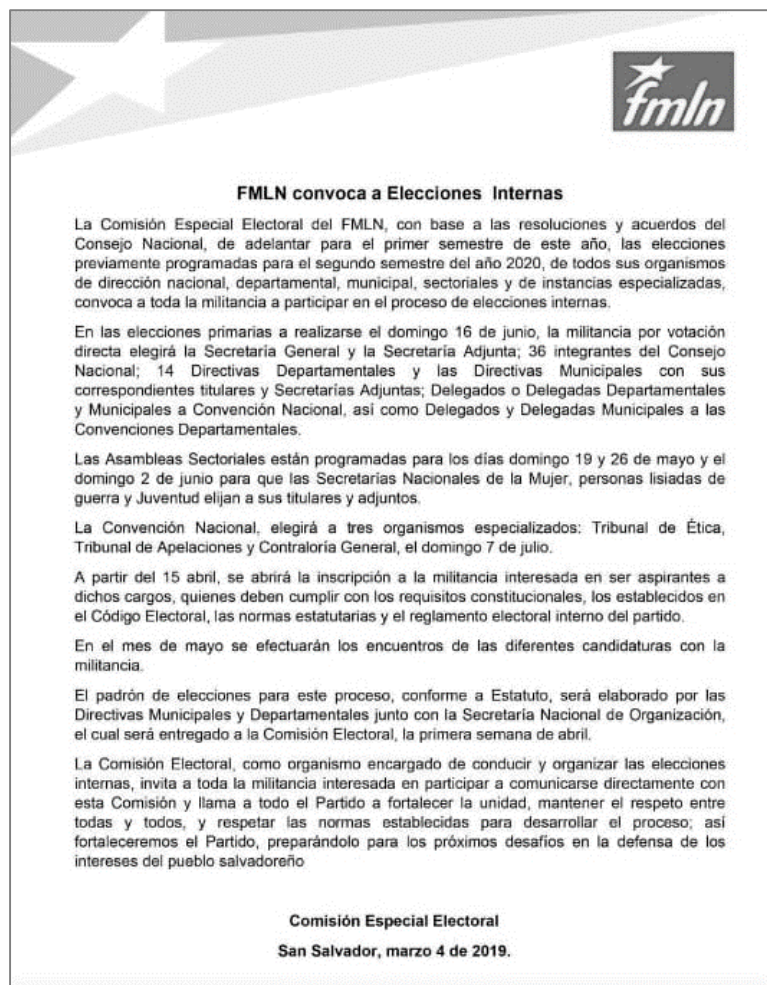 fmln
FMLN convoca a Elecciones Internas
La Comisión Especial Electoral del FMLN, con base a las resoluciones y acuerdos del
Consejo Nacional, de adelantar para el primer semestre de este año, las elecciones
previamente programadas para el segundo semestre del año 2020, de todos sus organismos
de dirección nacional, departamental, municipal, sectoriales y de instancias especializadas,
convoca a toda la militancia a participar en el proceso de elecciones internas.
En las elecciones primarias a realizarse el domingo 16 de junio, la militancia por votación
directa elegirá la Secretaría General y la Secretaría Adjunta; 36 integrantes del Consejo
Nacional; 14 Directivas Departamentales y las Directivas Municipales con sus
correspondientes titulares y Secretarías Adjuntas; Delegados o Delegadas Departamentales
y Municipales a Convención Nacional, así como Delegados y Delegadas Municipales a las
Convenciones Departamentales.
Las Asambleas Sectoriales están programadas para los días domingo 19 y 26 de mayo y el
domingo 2 de junio para que las Secretarías Nacionales de la Mujer, personas lisiadas de
guerra y Juventud elijan a sus titulares y adjuntos.
La Convención Nacional, elegirá a tres organismos especializados: Tribunal de Ética,
Tribunal de Apelaciones y Contraloría General, el domingo 7 de julio.
A partir del 15 abril, se abrirá la inscripción a la militancia interesada en ser aspirantes a
dichos cargos, quienes deben cumplir con los requisitos constitucionales, los establecidos en
el Código Electoral, las normas estatutarias y el reglamento electoral interno del partido.
En el mes de mayo se efectuarán los encuentros de las diferentes candidaturas con la
militancia.
El padrón de elecciones para este proceso, conforme a Estatuto, será elaborado por las
Directivas Municipales y Departamentales junto con la Secretaría Nacional de Organización,
el cual será entregado a la Comisión Electoral, la primera semana de abril.
La Comisión Electoral, como organismo encargado de conducir y organizar las elecciones
internas, invita a toda la militancia interesada en participar a comunicarse directamente con
esta Comisión y llama a todo el Partido a fortalecer la unidad, mantener el respeto entre
todas y todos, y respetar las normas establecidas para desarrollar el proceso; así
fortaleceremos el Partido, preparándolo para los próximos desafíos en la defensa de los
intereses del pueblo salvadoreño
Comisión Especial Electoral
San Salvador, marzo 4 de 2019.